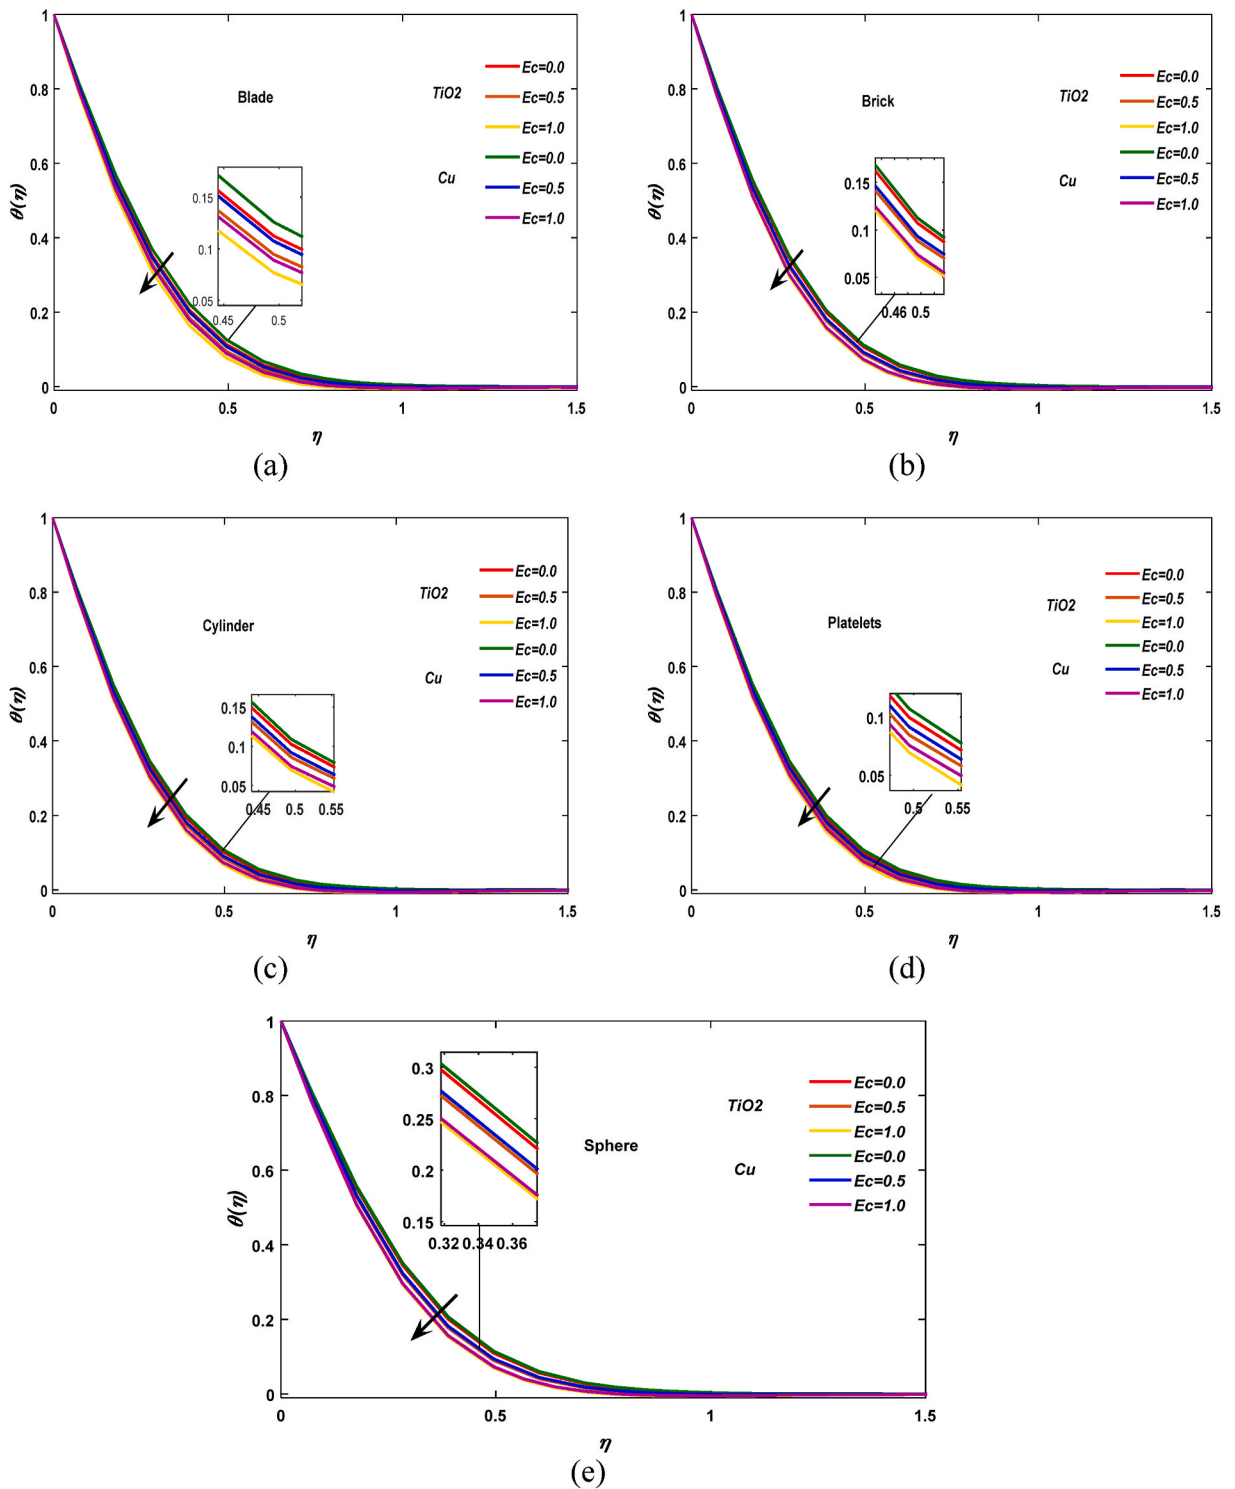 1
0.8
0.6
0.4
0.2
0
0
0.5
1
1.5
θ(η)
η
Blade
TiO2
Cu
Ec=0.0
Ec=0.5
Ec=1.0
Ec=0.0
Ec=0.5
Ec=1.0
0.15
0.1
0.05
0.45
0.5
(a)
1
0.8
0.6
0.4
0.2
0
0
0.5
1
1.5
θ(η)
η
Brick
TiO2
Cu
Ec=0.0
Ec=0.5
Ec=1.0
Ec=0.0
Ec=0.5
Ec=1.0
0.15
0.1
0.05
0.46 0.5
(b)
1
0.8
0.6
0.4
0.2
0
0
0.5
1
1.5
θ(η)
η
Cylinder
TiO2
Cu
Ec=0.0
Ec=0.5
Ec=1.0
Ec=0.0
Ec=0.5
Ec=1.0
0.15
0.1
0.05
0.45
0.5
0.55
(c)
1
0.8
0.6
0.4
0.2
0
0
0.5
1
1.5
θ(η)
η
Platelets
TiO2
Cu
Ec=0.0
Ec=0.5
Ec=1.0
Ec=0.0
Ec=0.5
Ec=1.0
0.1
0.05
0.5
0.55
(d)
1
0.8
0.6
0.4
0.2
0
0
0.5
1
1.5
θ(η)
η
Sphere
TiO2
Cu
Ec=0.0
Ec=0.5
Ec=1.0
Ec=0.0
Ec=0.5
Ec=1.0
0.3
0.25
0.2
0.15
0.32 0.34 0.36
(e)